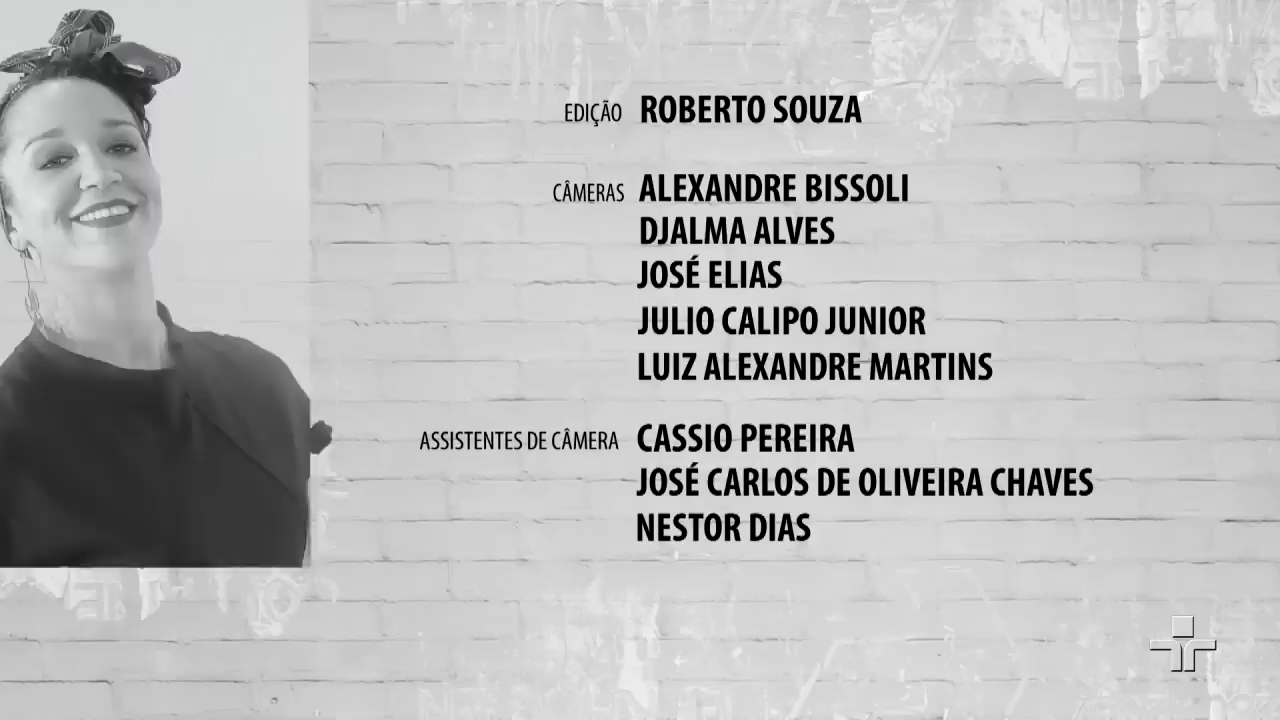 EDIÇÃO ROBERTO SOUZA
CÂMERAS ALEXANDRE BISSOLI
DJALMA ALVES
JOSÉ ELIAS
JULIO CALIPO JUNIOR
LUIZ ALEXANDRE MARTINS
ASSISTENTES DE CÂMERA CASSIO PEREIRA
JOSÉ CARLOS DE OLIVEIRA CHAVES
NESTOR DIAS